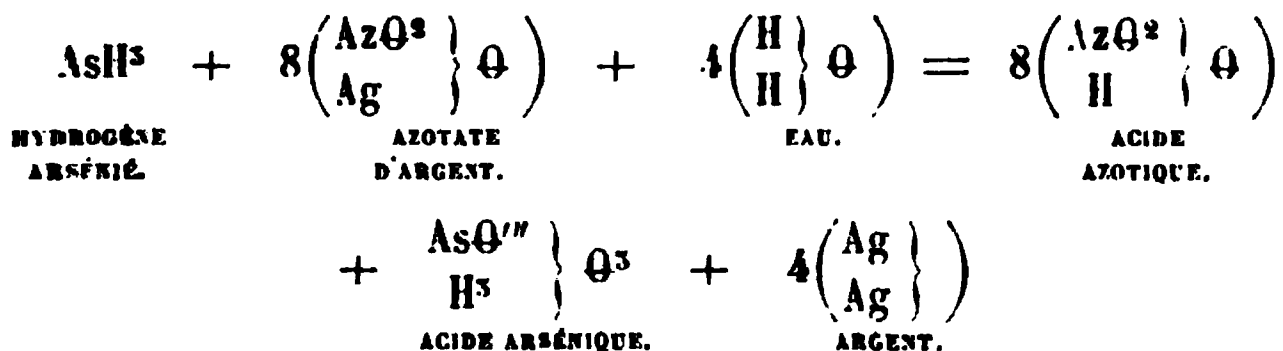 AsH³ + 8(AzΘ² Ag } Θ) + 4(H H } Θ) = 8(AzΘ² H } Θ)
HYDROGÈNE ARSÉNIÉ. AZOTATE D'ARGENT. EAU. ACIDE AZOTIQUE.
+ AsΘ''' H³ } Θ³ + 4(Ag Ag })
ACIDE ARSÉNIQUE. ARGENT.